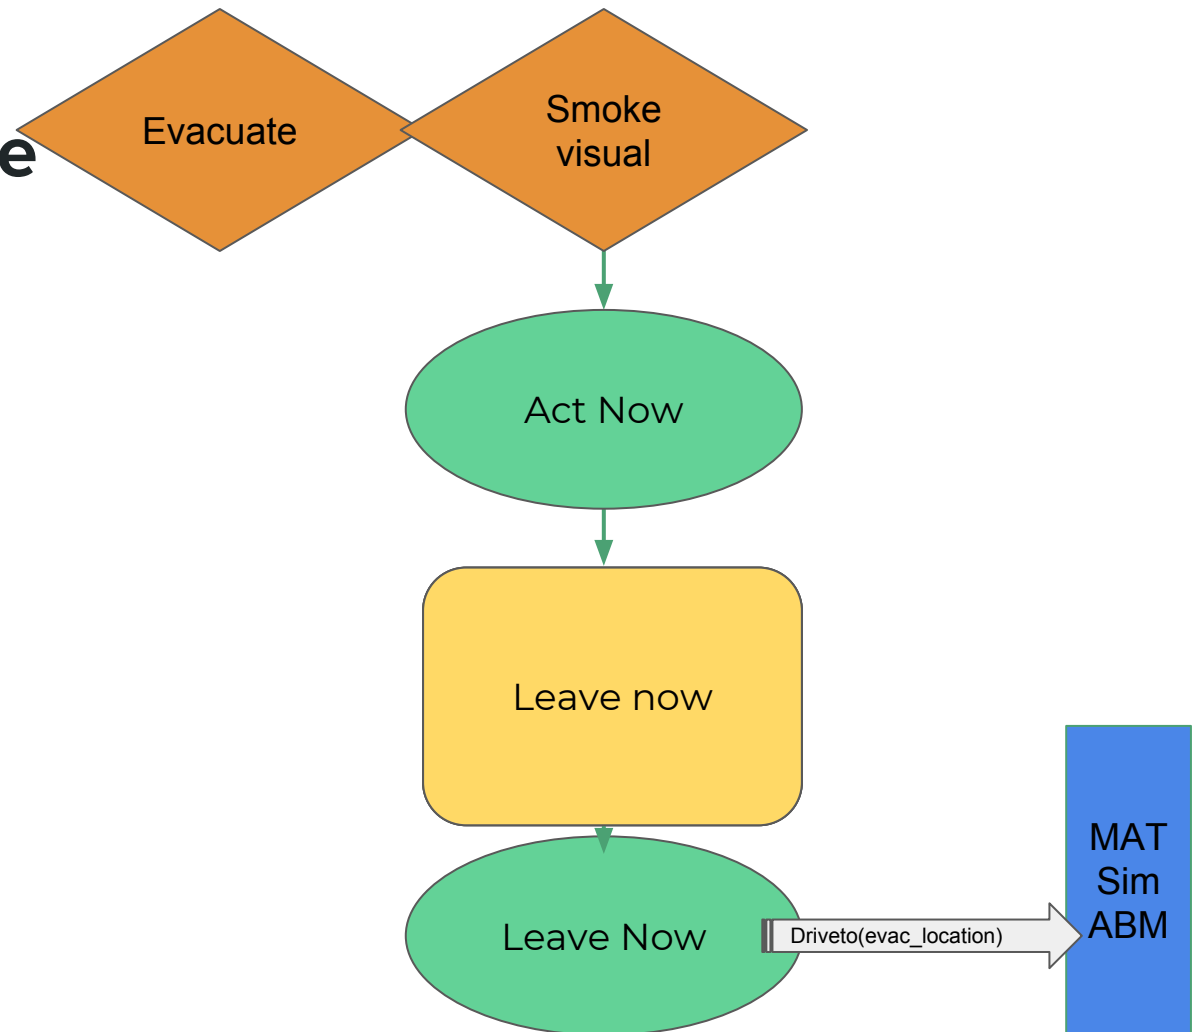 e
Evacuate
Smoke
visual
Act Now
Leave now
Leave Now
Driveto(evac_location)
MAT
Sim
ABM